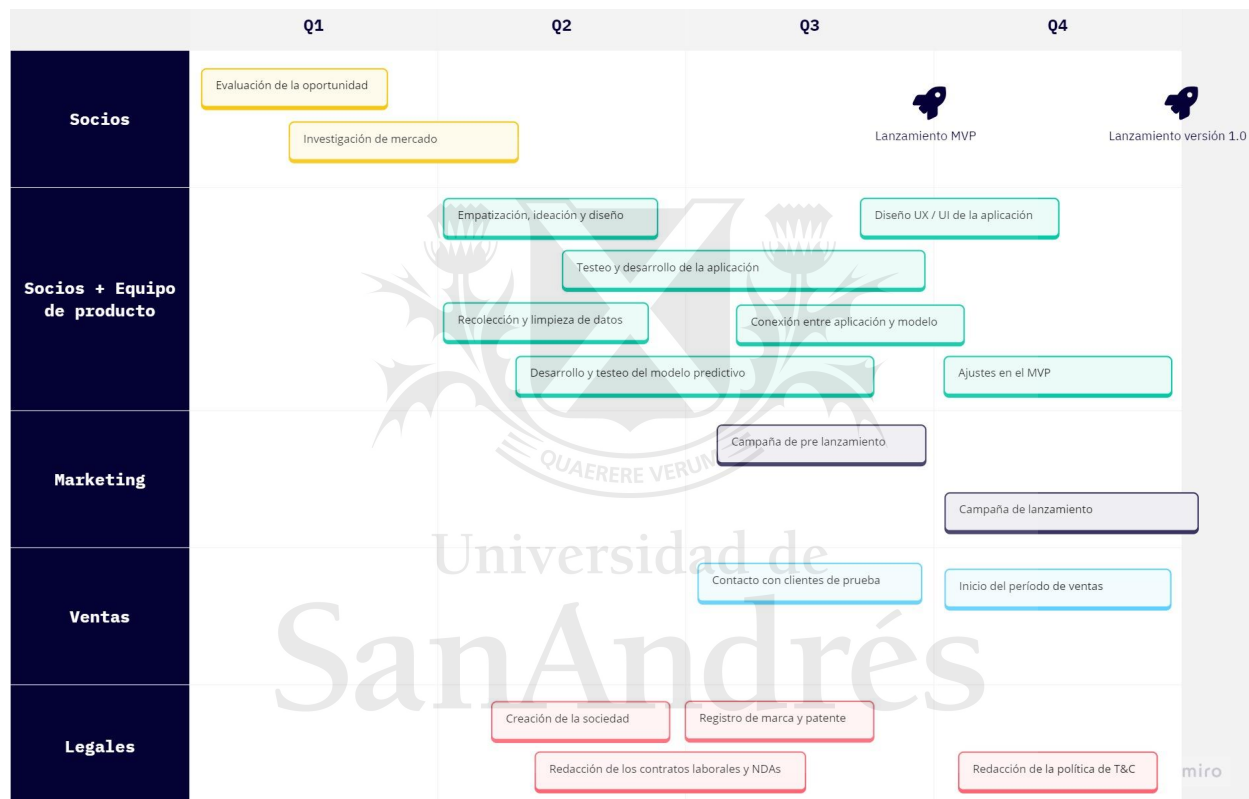 Q1
Q2
Q3
Q4
Socios
Evaluación de la oportunidad
Investigación de mercado
Lanzamiento MVP
Lanzamiento versión 1.0
Socios + Equipo
de producto
Empatización, ideación y diseño
Diseño UX / UI de la aplicación
Testeo y desarrollo de la aplicación
Recolección y limpieza de datos
Conexión entre aplicación y modelo
Desarrollo y testeo del modelo predictivo
Ajustes en el MVP
Marketing
Campaña de pre lanzamiento
Campaña de lanzamiento
Ventas
Contacto con clientes de prueba
Inicio del período de ventas
Legales
Creación de la sociedad
Registro de marca y patente
Redacción de los contratos laborales y NDAs
Redacción de la política de T&C
miro
QUAERERE VERUM
Universidad de
SanAndrés